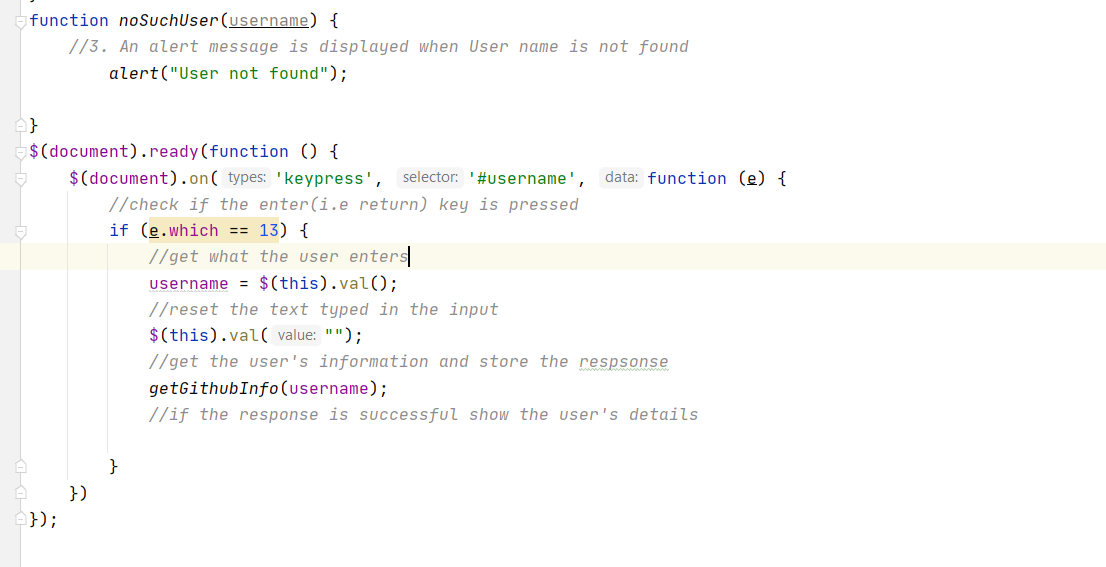 function noSuchUser(username) {
//3. An alert message is displayed when User name is not found
alert("User not found");
}
$(document).ready(function () {
$(document).on( types: 'keypress', selector: '#username', data: function (e) {
//check if the enter(i.e return) key is pressed
if (e.which == 13) {
//get what the user enters
username = $(this).val();
//reset the text typed in the input
$(this).val( value: "");
//get the user's information and store the respsonse
getGithubInfo(username);
//if the response is successful show the user's details
}
})
});